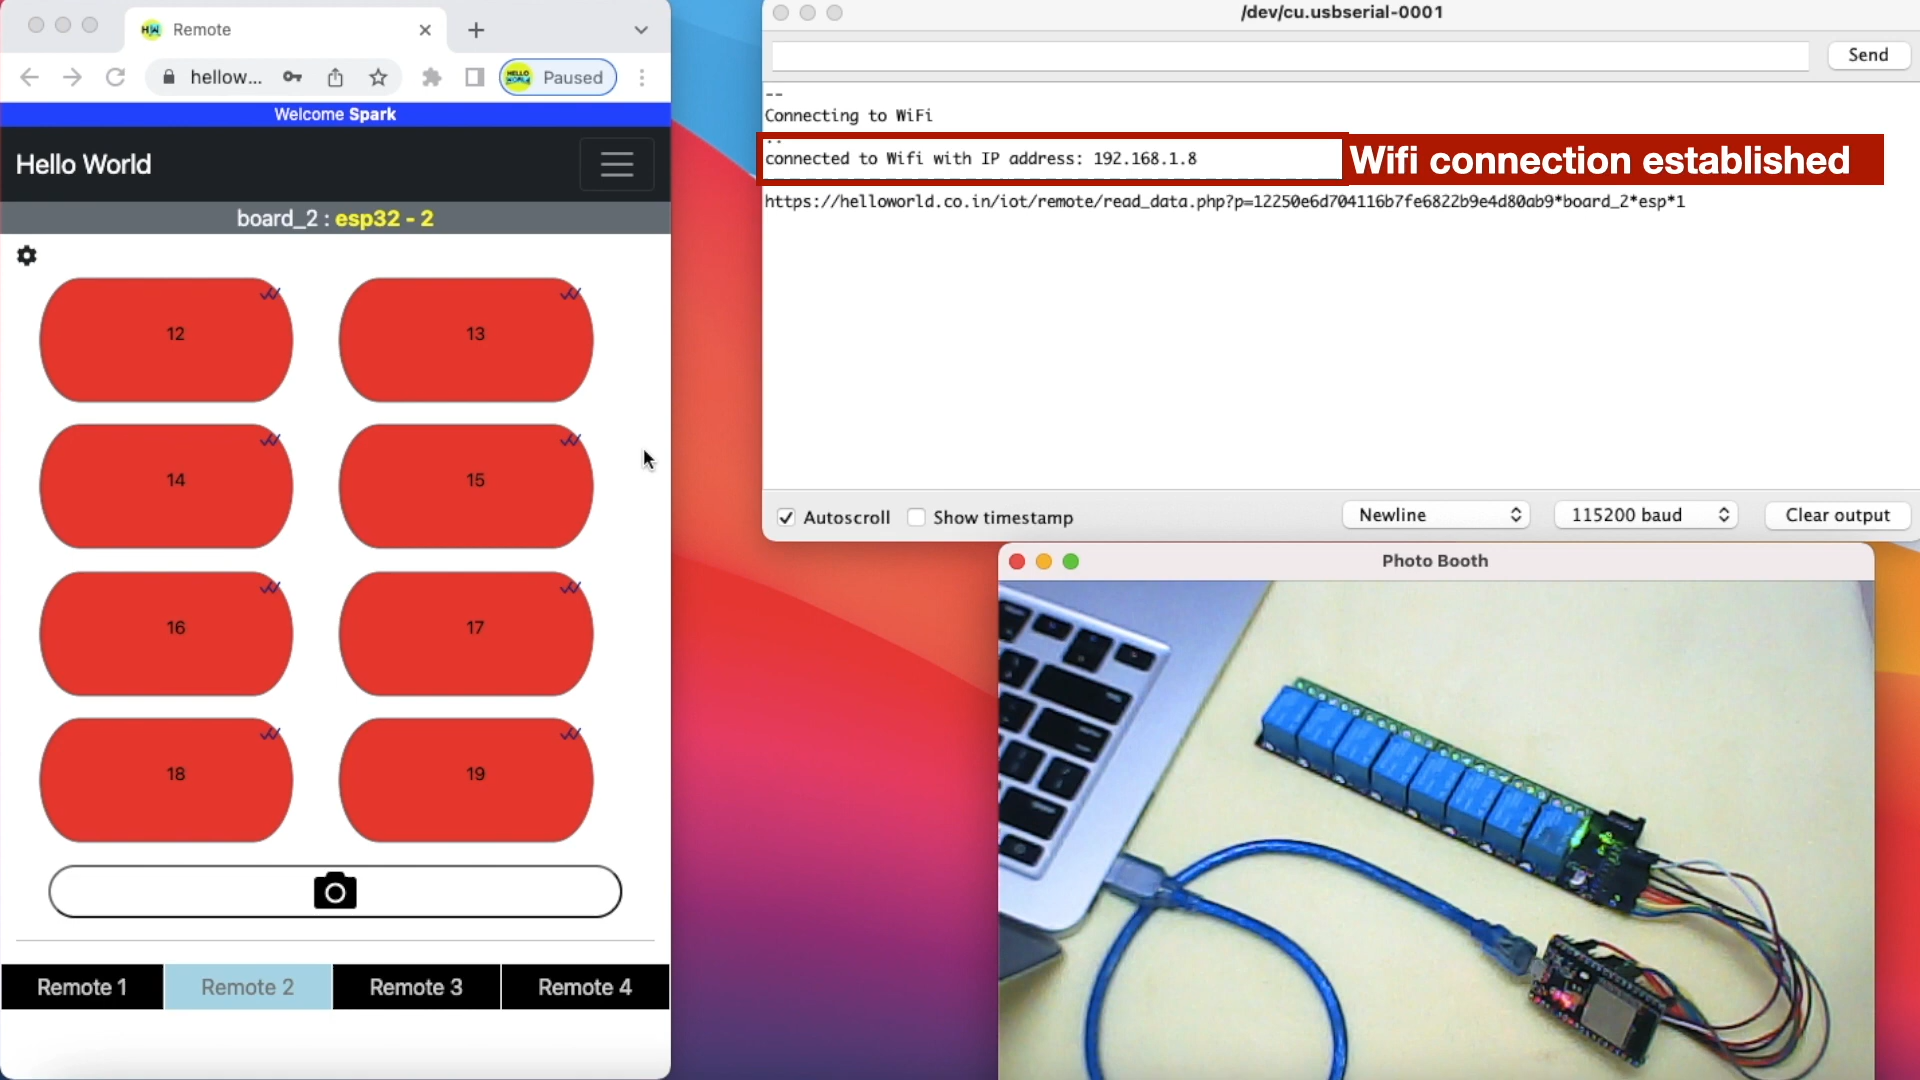 Remote
hellow...
HELLO WORLD
Paused
Welcome Spark
Hello World
board_2 : esp32 - 2
12
13
14
15
16
17
18
19
Remote 1
Remote 2
Remote 3
Remote 4
/dev/cu.usbserial-0001
Send
--
Connecting to WiFi
..
connected to Wifi with IP address: 192.168.1.8
Wifi connection established
https://helloworld.co.in/iot/remote/read_data.php?p=12250e6d704116b7fe6822b9e4d80ab9*board_2*esp*1
Autoscroll
Show timestamp
Newline
115200 baud
Clear output
Photo Booth